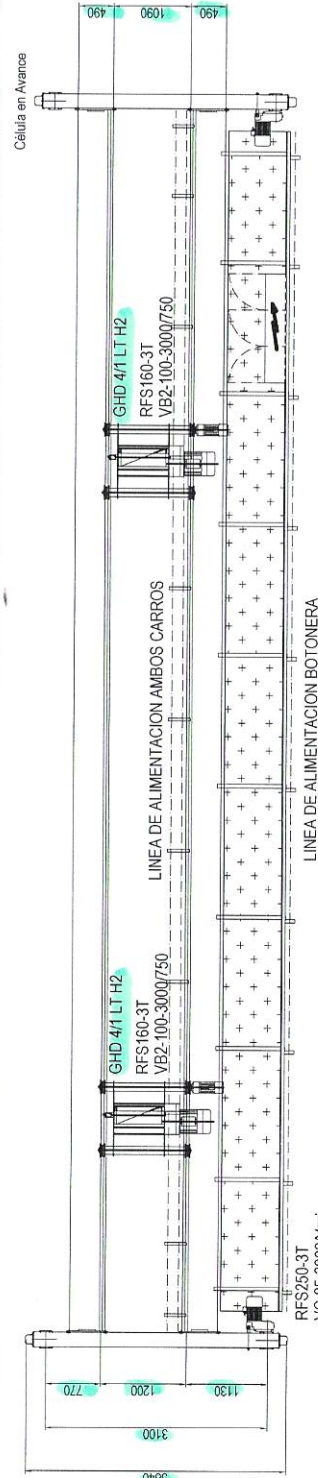 Célula en Avance
490
1090
490
GHD 4/1 LT H2
RFS160-3T
VB2-100-3000/750
LINEA DE ALIMENTACION AMBOS CARROS
GHD 4/1 LT H2
RFS160-3T
VB2-100-3000/750
LINEA DE ALIMENTACION BOTONERA
RFS250-3T
770
1200
1130
3100